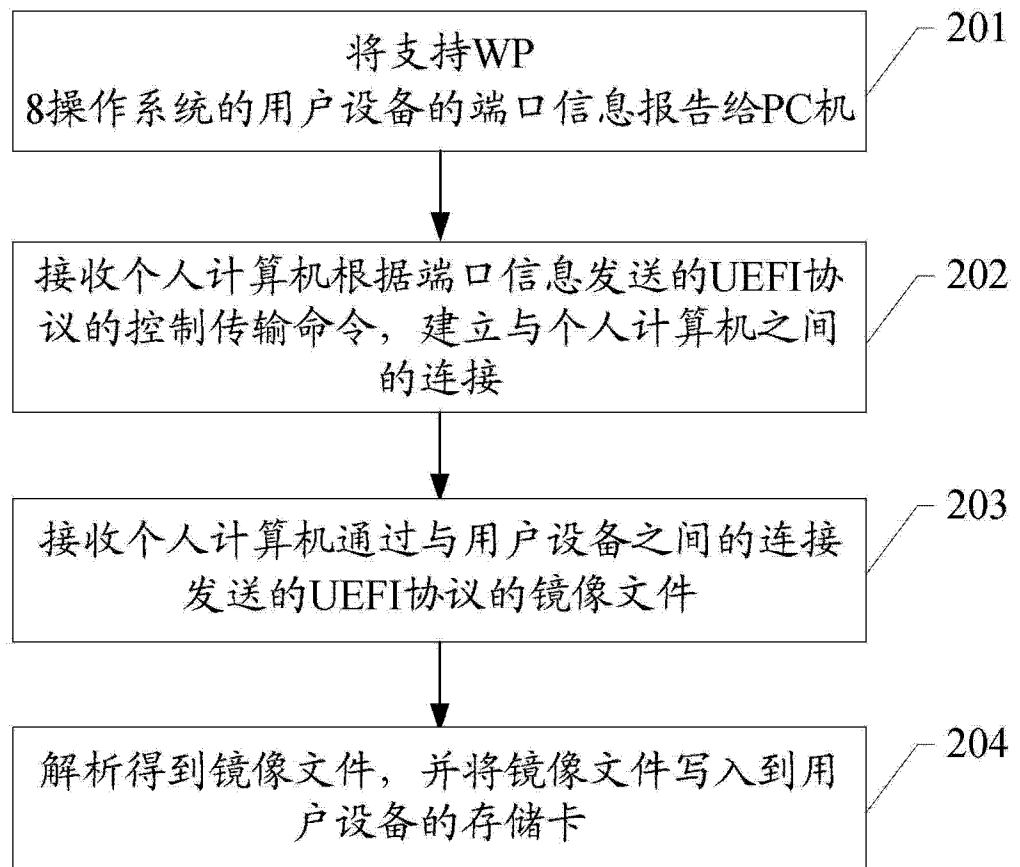 将支持WP
8操作系统的用户设备的端口信息报告给PC机
201
接收个人计算机根据端口信息发送的UEFI协
议的控制传输命令，建立与个人计算机之间
的连接
202
接收个人计算机通过与用户设备之间的连接
发送的UEFI协议的镜像文件
203
解析得到镜像文件，并将镜像文件写入到用
户设备的存储卡
204